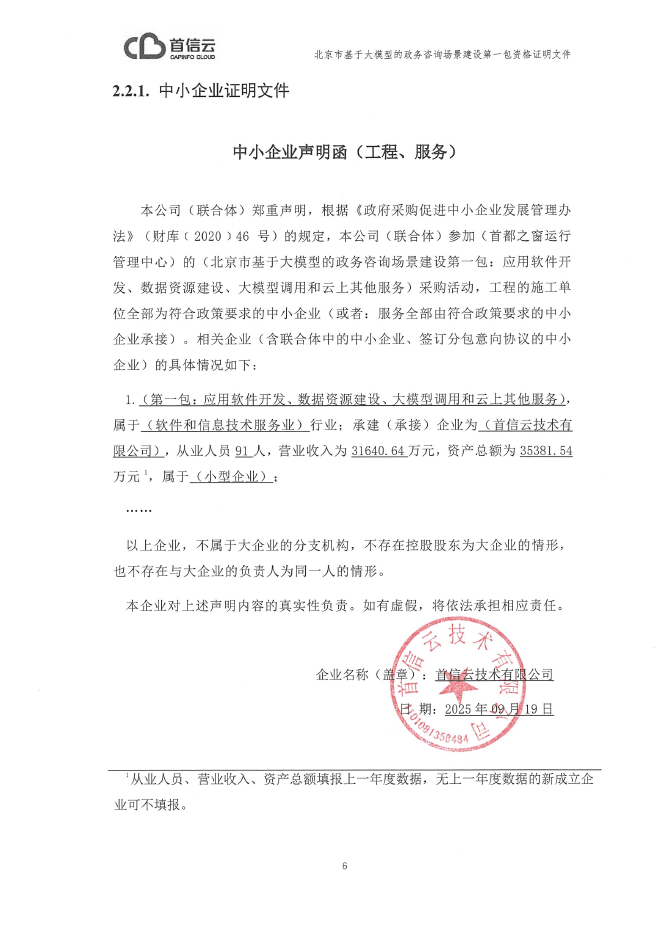 首信云
CAPINFO CLOUD
北京市基于大模型的政务咨询场景建设第一包资格证明文件
2.2.1. 中小企业证明文件
中小企业声明函（工程、服务）
本公司（联合体）郑重声明，根据《政府采购促进中小企业发展管理办
法》（财库﹝2020﹞46 号）的规定，本公司（联合体）参加（首都之窗运行
管理中心）的（北京市基于大模型的政务咨询场景建设第一包：应用软件开
发、数据资源建设、大模型调用和云上其他服务）采购活动，工程的施工单
位全部为符合政策要求的中小企业（或者：服务全部由符合政策要求的中小
企业承接）。相关企业（含联合体中的中小企业、签订分包意向协议的中小
企业）的具体情况如下：
1.（第一包：应用软件开发、数据资源建设、大模型调用和云上其他服务），
属于（软件和信息技术服务业）行业；承建（承接）企业为（首信云技术有
限公司），从业人员 91 人，营业收入为 31640.64 万元，资产总额为 35381.54
万元 1，属于（小型企业）；
……
以上企业，不属于大企业的分支机构，不存在控股股东为大企业的情形，
也不存在与大企业的负责人为同一人的情形。
本企业对上述声明内容的真实性负责。如有虚假，将依法承担相应责任。
企业名称（盖章）：首信云技术有限公司
日 期：2025 年 09 月 19 日
首信云技术有限公司
1101081358484
1从业人员、营业收入、资产总额填报上一年度数据，无上一年度数据的新成立企
业可不填报。
6